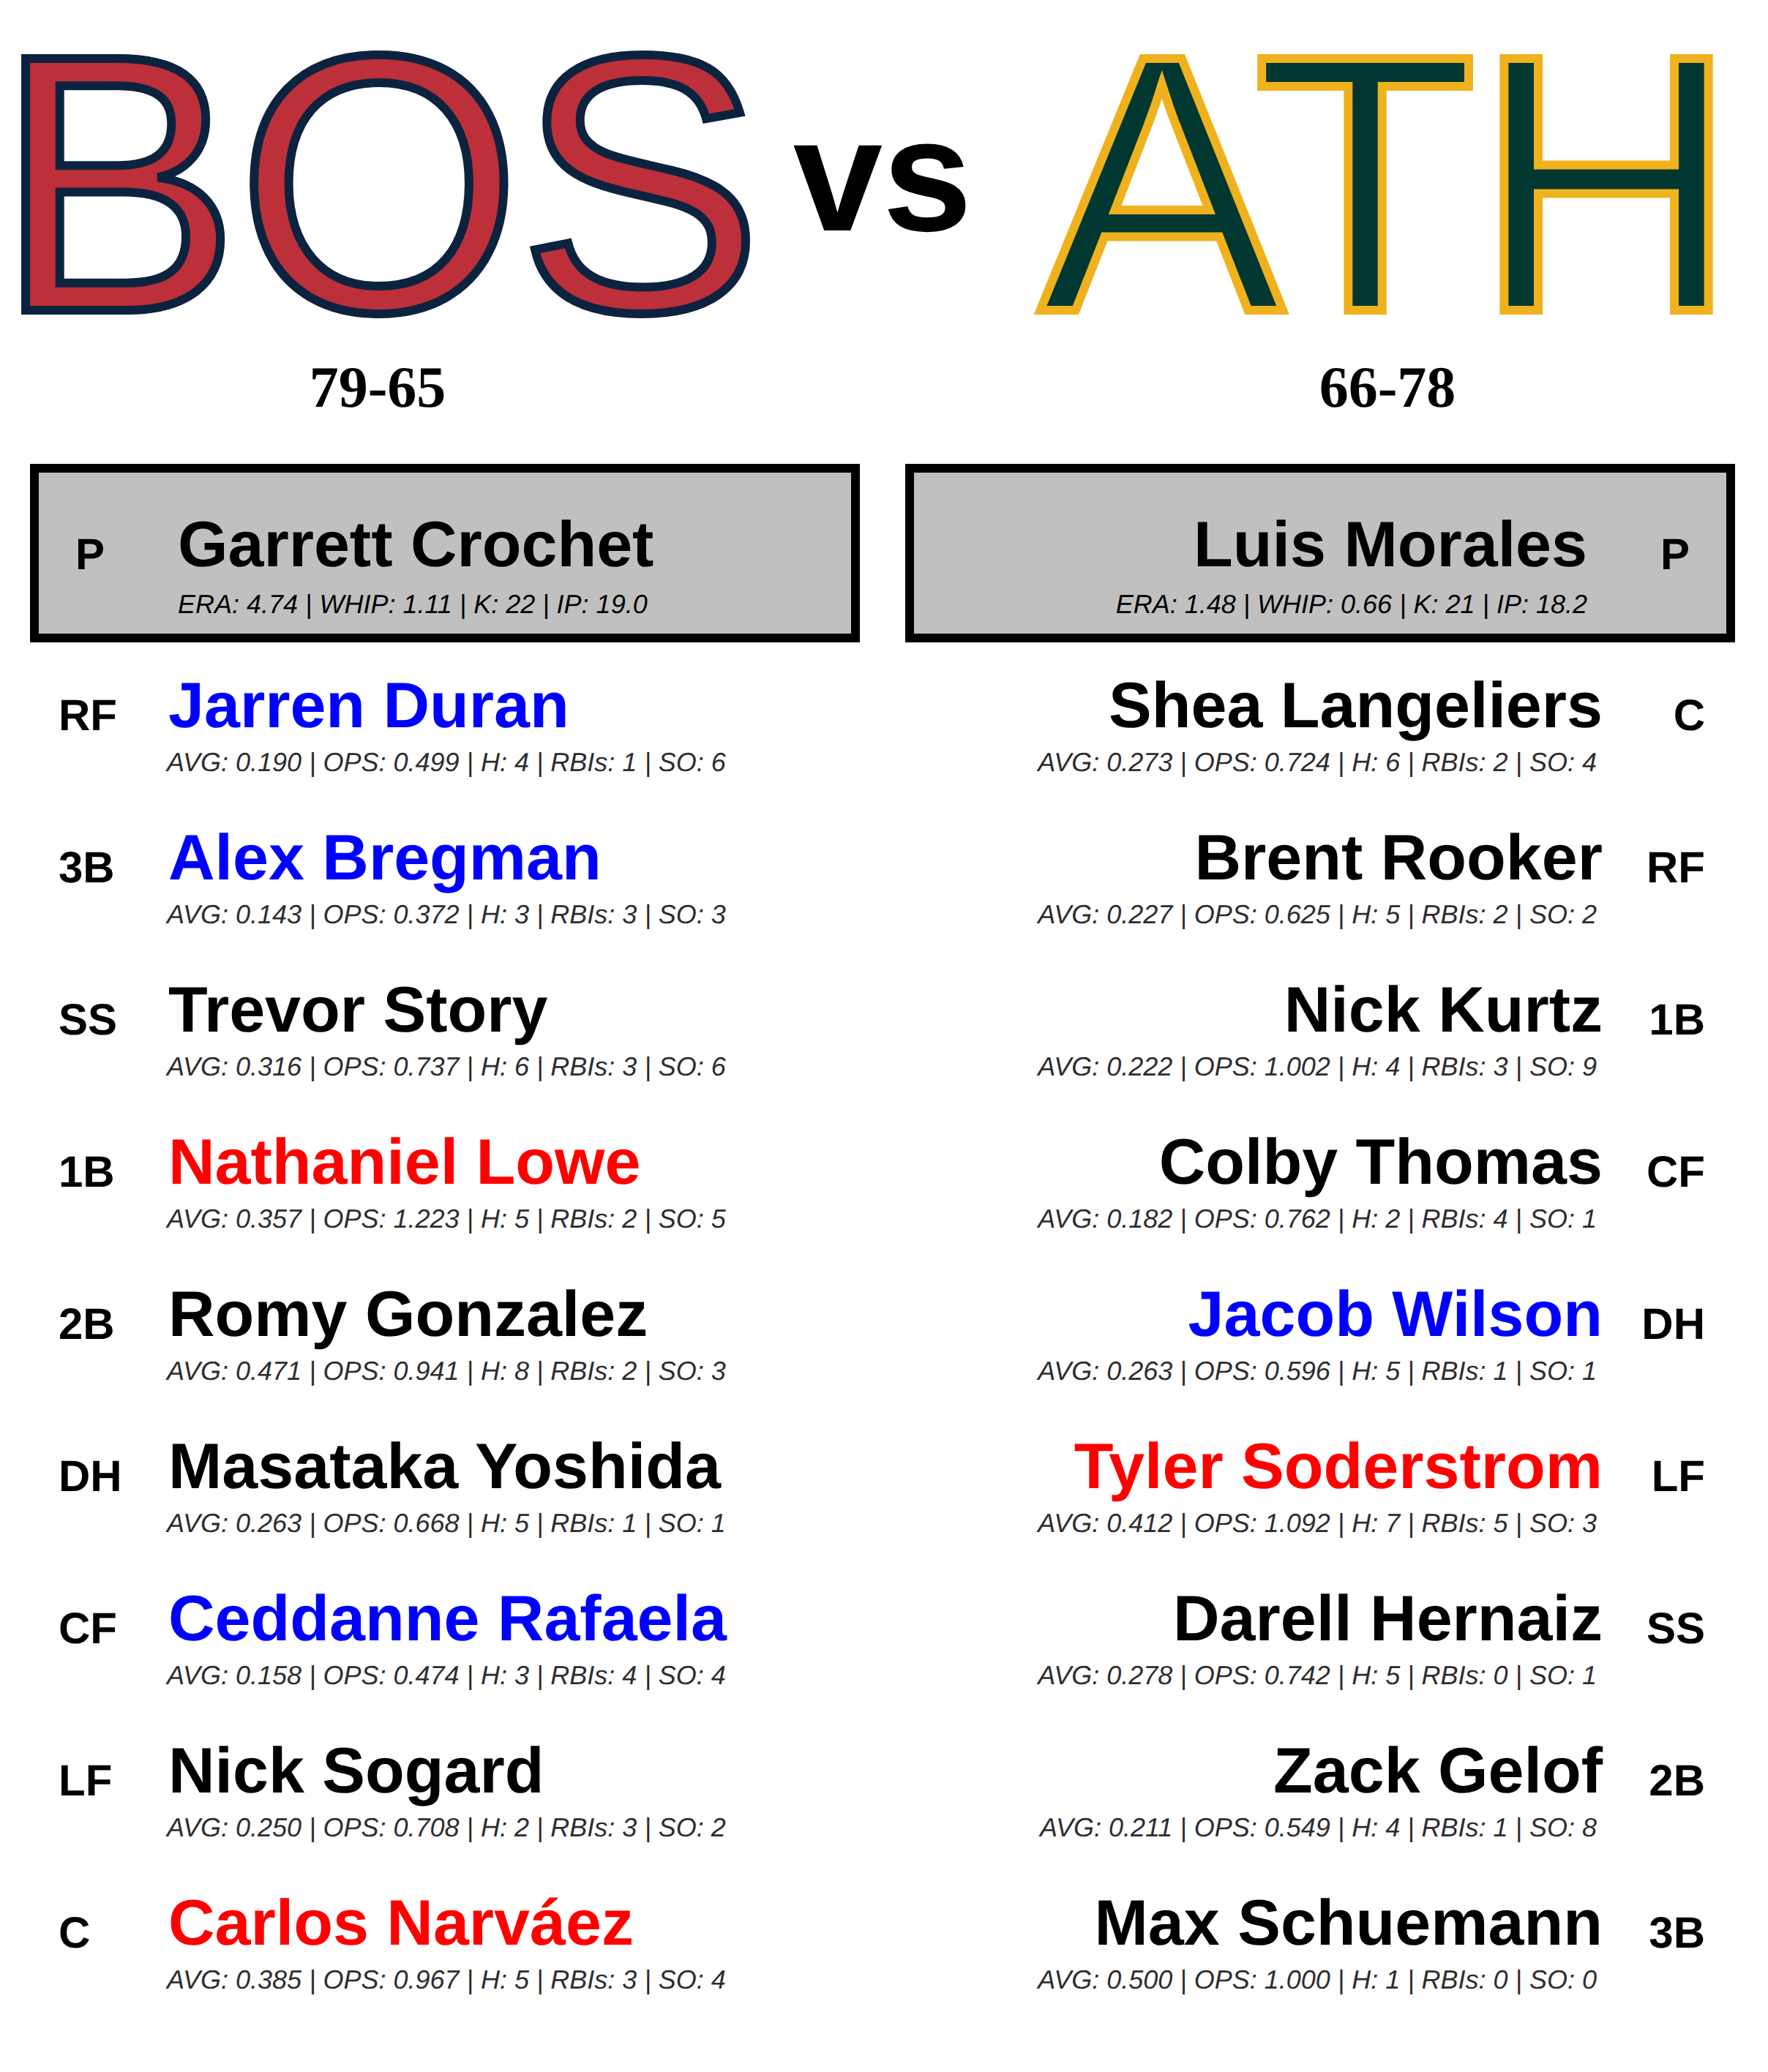 BOS vs ATH
79-65 66-78
P Garrett Crochet
ERA: 4.74 | WHIP: 1.11 | K: 22 | IP: 19.0
Luis Morales P
ERA: 1.48 | WHIP: 0.66 | K: 21 | IP: 18.2
RF Jarren Duran
AVG: 0.190 | OPS: 0.499 | H: 4 | RBIs: 1 | SO: 6
3B Alex Bregman
AVG: 0.143 | OPS: 0.372 | H: 3 | RBIs: 3 | SO: 3
SS Trevor Story
AVG: 0.316 | OPS: 0.737 | H: 6 | RBIs: 3 | SO: 6
1B Nathaniel Lowe
AVG: 0.357 | OPS: 1.223 | H: 5 | RBIs: 2 | SO: 5
2B Romy Gonzalez
AVG: 0.471 | OPS: 0.941 | H: 8 | RBIs: 2 | SO: 3
DH Masataka Yoshida
AVG: 0.263 | OPS: 0.668 | H: 5 | RBIs: 1 | SO: 1
CF Ceddanne Rafaela
AVG: 0.158 | OPS: 0.474 | H: 3 | RBIs: 4 | SO: 4
LF Nick Sogard
AVG: 0.250 | OPS: 0.708 | H: 2 | RBIs: 3 | SO: 2
C Carlos Narváez
AVG: 0.385 | OPS: 0.967 | H: 5 | RBIs: 3 | SO: 4
Shea Langeliers C
AVG: 0.273 | OPS: 0.724 | H: 6 | RBIs: 2 | SO: 4
Brent Rooker RF
AVG: 0.227 | OPS: 0.625 | H: 5 | RBIs: 2 | SO: 2
Nick Kurtz 1B
AVG: 0.222 | OPS: 1.002 | H: 4 | RBIs: 3 | SO: 9
Colby Thomas CF
AVG: 0.182 | OPS: 0.762 | H: 2 | RBIs: 4 | SO: 1
Jacob Wilson DH
AVG: 0.263 | OPS: 0.596 | H: 5 | RBIs: 1 | SO: 1
Tyler Soderstrom LF
AVG: 0.412 | OPS: 1.092 | H: 7 | RBIs: 5 | SO: 3
Darell Hernaiz SS
AVG: 0.278 | OPS: 0.742 | H: 5 | RBIs: 0 | SO: 1
Zack Gelof 2B
AVG: 0.211 | OPS: 0.549 | H: 4 | RBIs: 1 | SO: 8
Max Schuemann 3B
AVG: 0.500 | OPS: 1.000 | H: 1 | RBIs: 0 | SO: 0